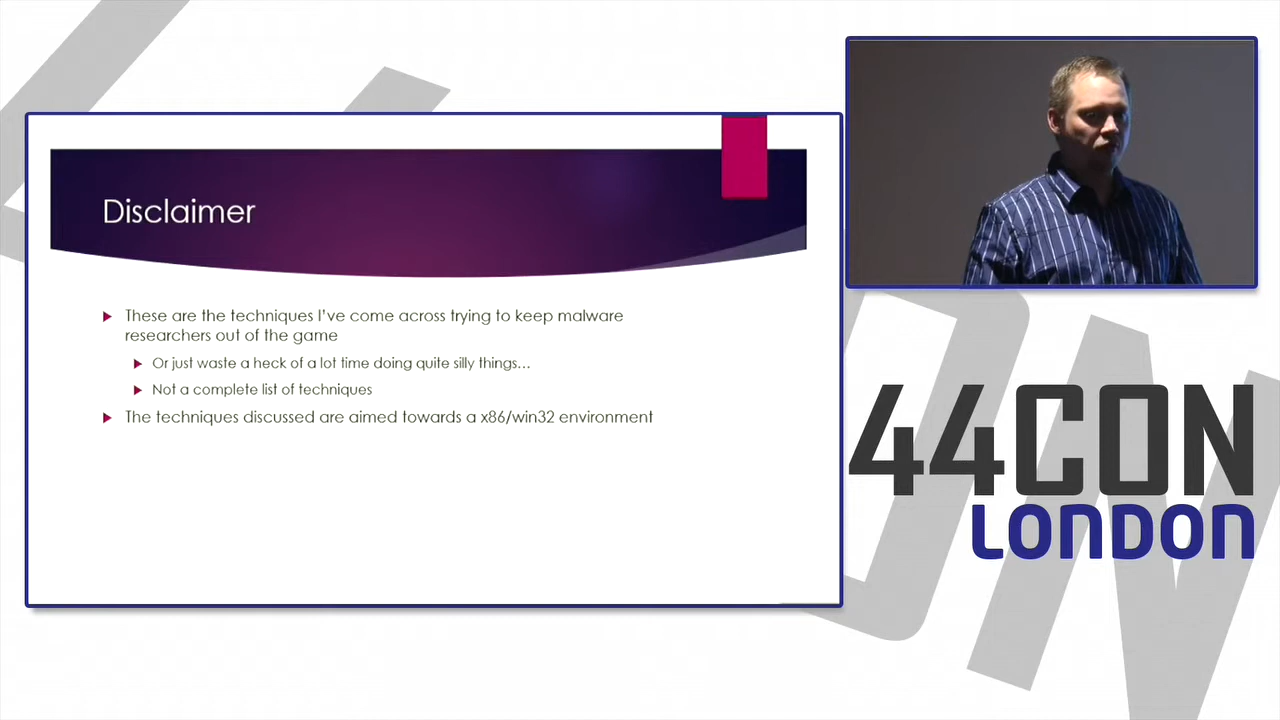 Disclaimer
These are the techniques I've come across trying to keep malware
researchers out of the game
Or just waste a heck of a lot time doing quite silly things...
Not a complete list of techniques
The techniques discussed are aimed towards a x86/win32 environment
44CON
LONDON